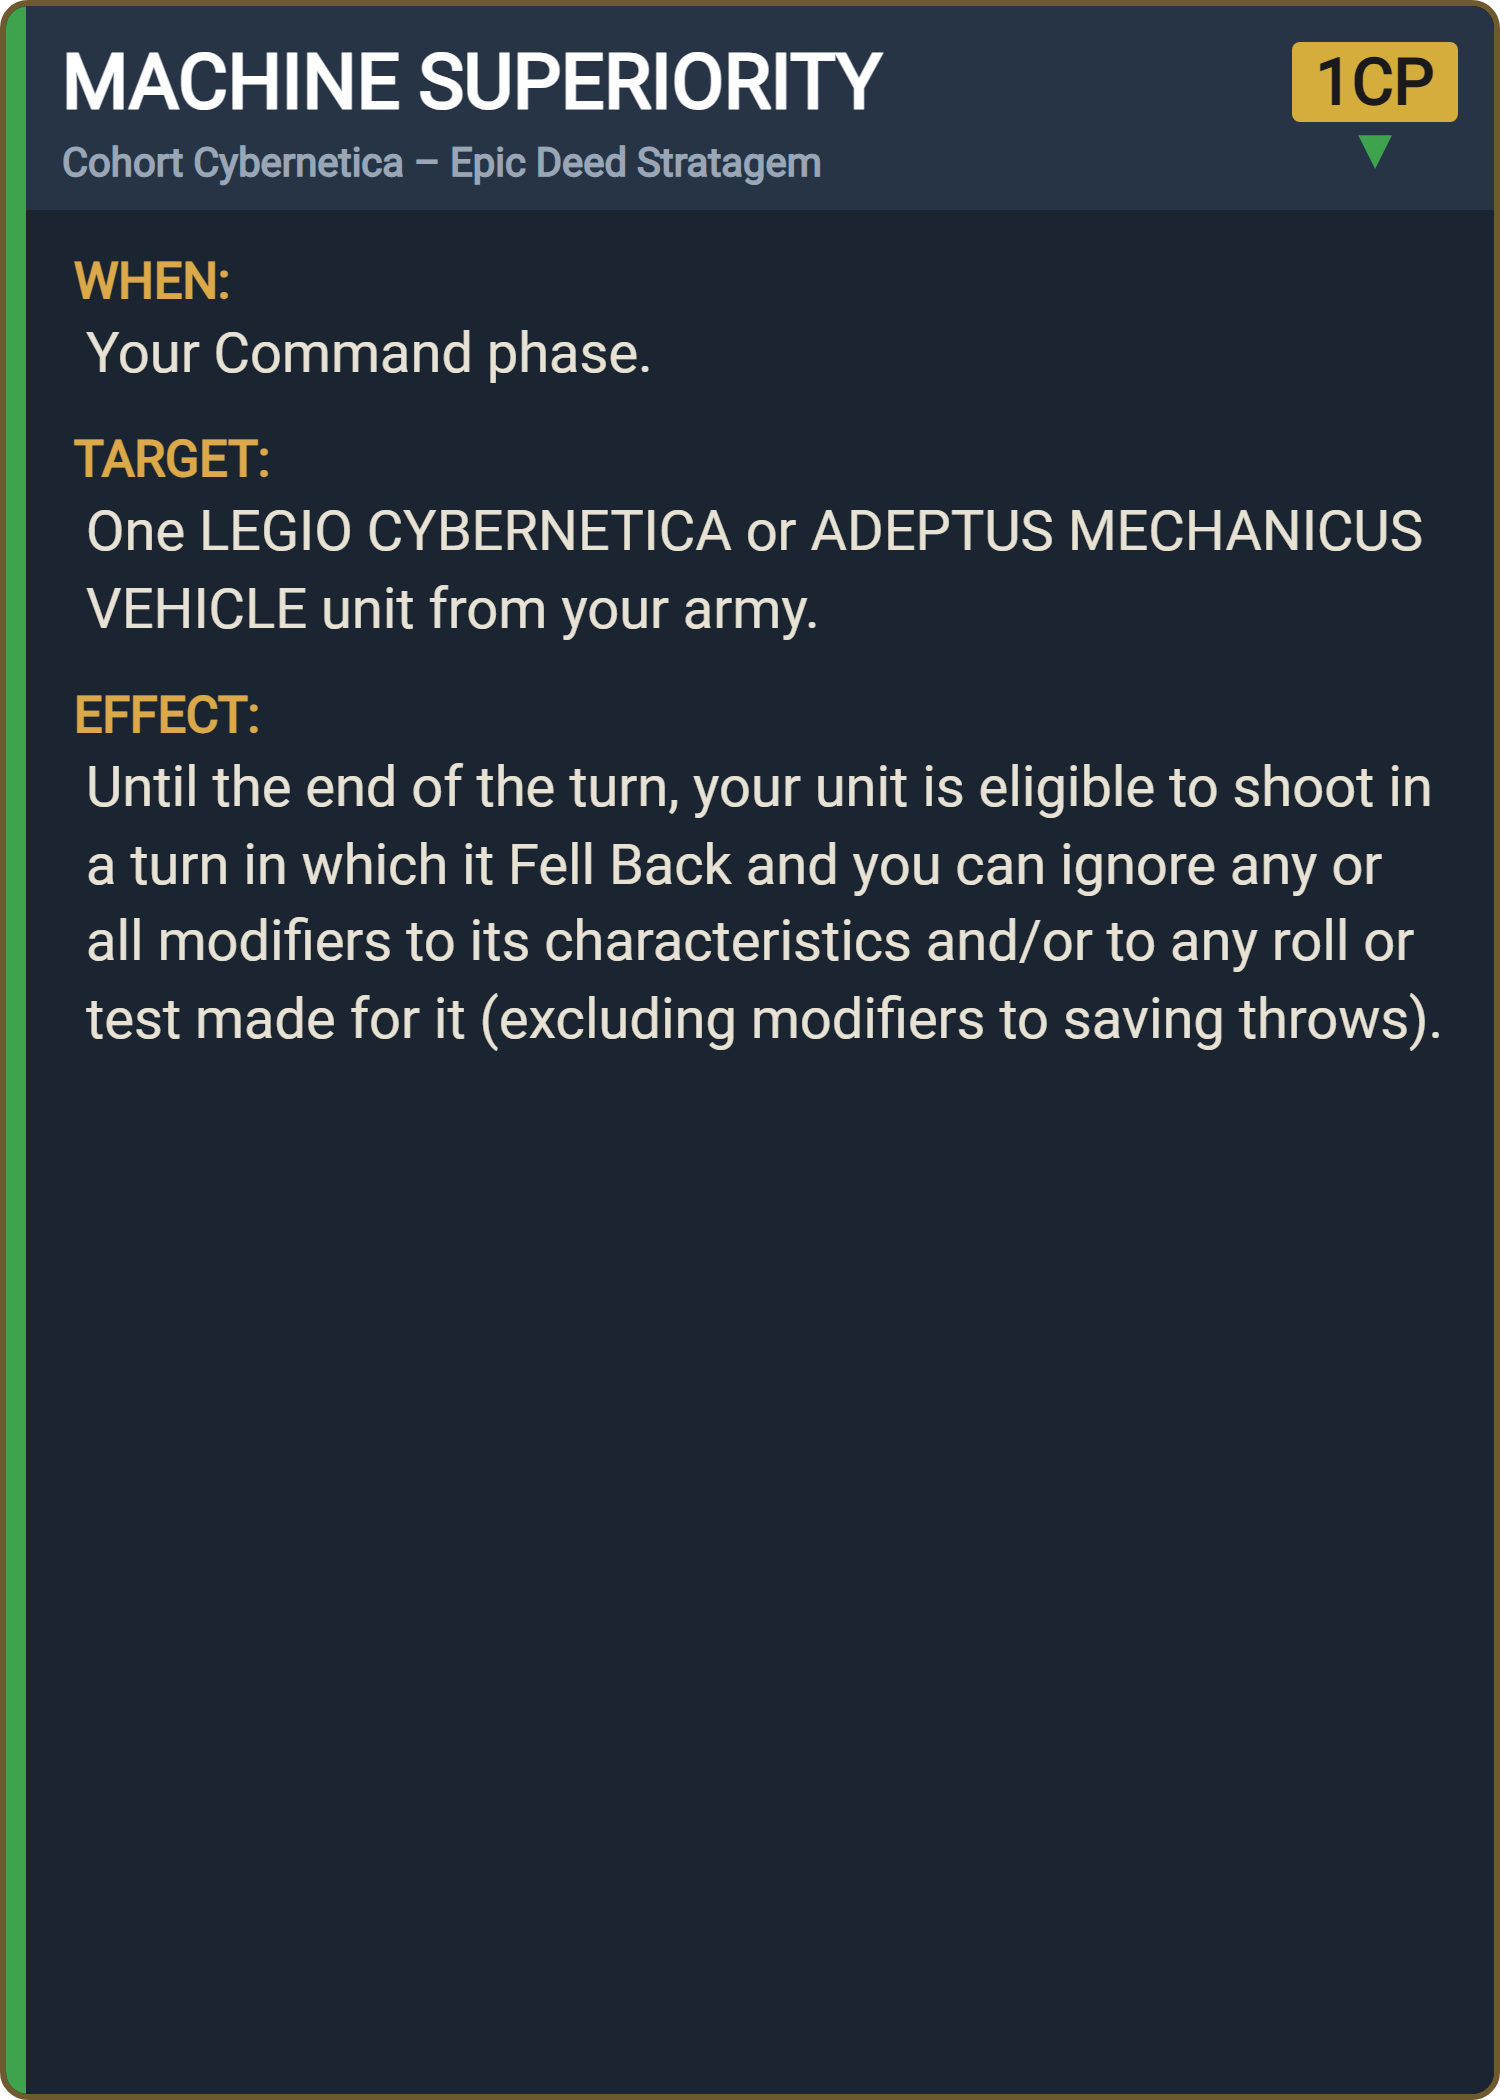 MACHINE SUPERIORITY
1CP
Cohort Cybernetica – Epic Deed Stratagem
WHEN:
Your Command phase.
TARGET:
One LEGIO CYBERNETICA or ADEPTUS MECHANICUS
VEHICLE unit from your army.
EFFECT:
Until the end of the turn, your unit is eligible to shoot in
a turn in which it Fell Back and you can ignore any or
all modifiers to its characteristics and/or to any roll or
test made for it (excluding modifiers to saving throws).